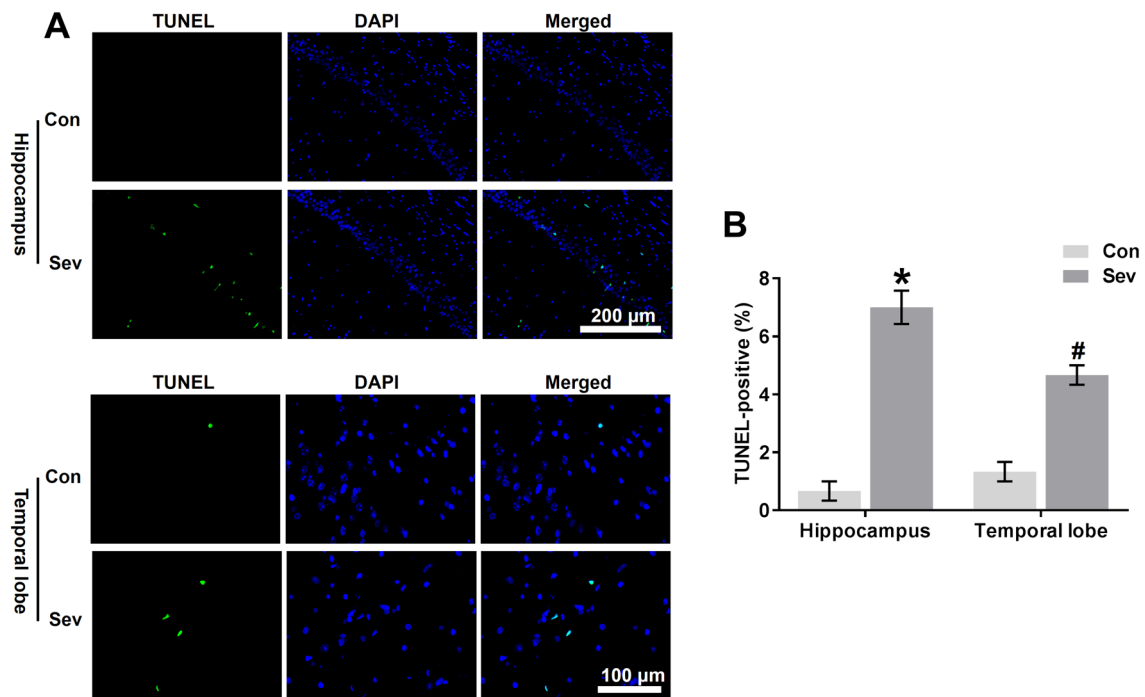 A
TUNEL DAPI Merged
Hippocampus
Con
Sev
200 μm
TUNEL DAPI Merged
Temporal lobe
Con
Sev
100 μm
B
Con
Sev
TUNEL-positive (%)
8
6
4
2
0
*
#
Hippocampus Temporal lobe